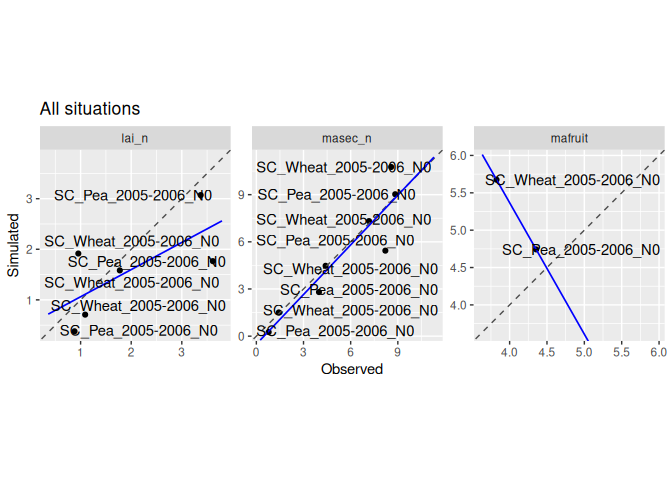 All situations
lai_n
masec_n
mafruit
Simulated
3
2
1
SC_Pea_2005-2006_N0
SC_Wheat_2005-2006_N0
SC_Pea_2005-2006_N0
SC_Wheat_2005-2006_N0
SC_Wheat_2005-2006_N0
SC_Pea_2005-2006_N0
1
2
3
9
6
3
0
SC_Wheat_2005-2006_N0
SC_Pea_2005-2006_N0
SC_Wheat_2005-2006_N0
SC_Pea_2005-2006_N0
SC_Wheat_2005-2006_N0
SC_Pea_2005-2006_N0
SC_Wheat_2005-2006_N0
SC_Pea_2005-2006_N0
0
3
6
9
6.0
5.5
5.0
4.5
4.0
SC_Wheat_2005-2006_N0
SC_Pea_2005-2006_N0
4.0
4.5
5.0
5.5
6.0
Observed